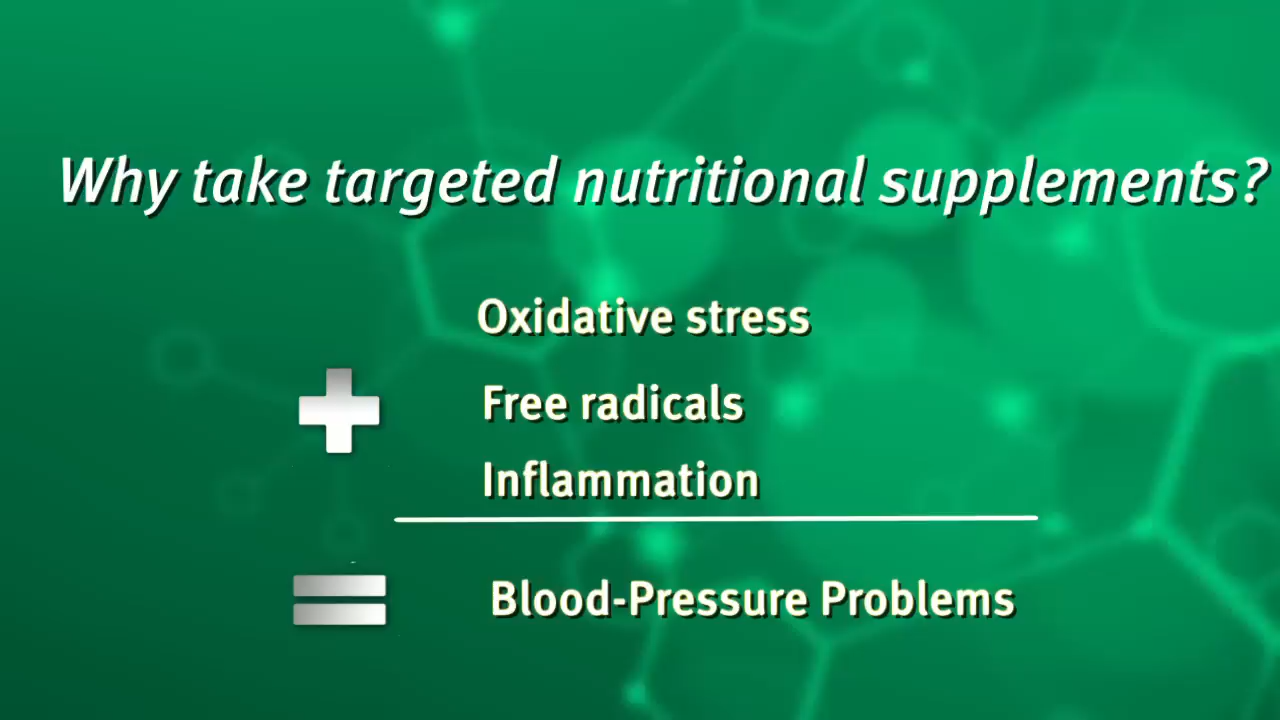 Why take targeted nutritional supplements?
Oxidative stress
Free radicals
Inflammation
Blood-Pressure Problems